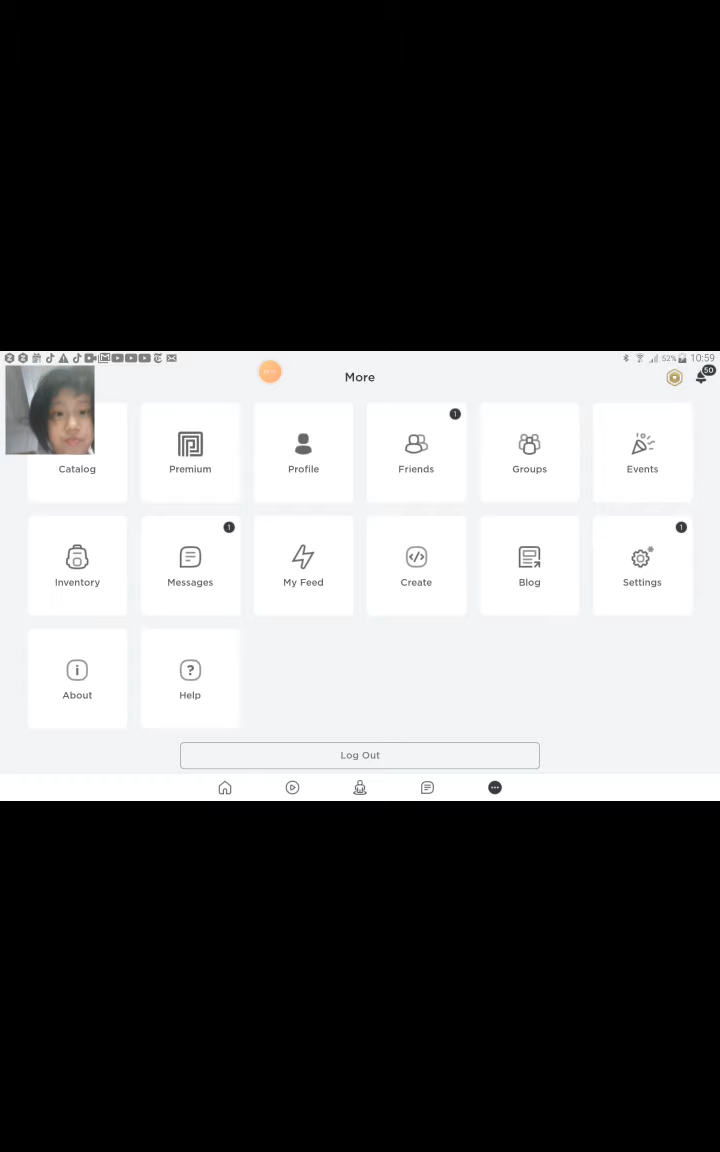 52% 10:59
More
50
1
Catalog Premium Profile Friends Groups Events
1 1
Inventory Messages My Feed Create Blog Settings
About Help
Log Out